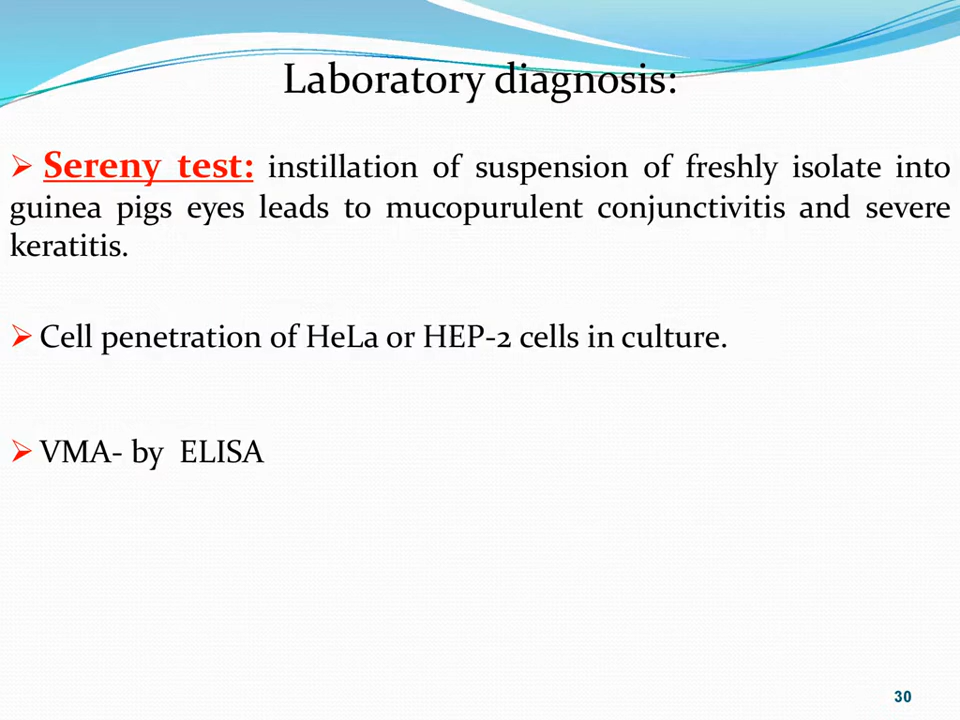 Laboratory diagnosis:
➢ Sereny test: instillation of suspension of freshly isolate into
guinea pigs eyes leads to mucopurulent conjunctivitis and severe
keratitis.
➢ Cell penetration of HeLa or HEP-2 cells in culture.
➢ VMA- by ELISA
30